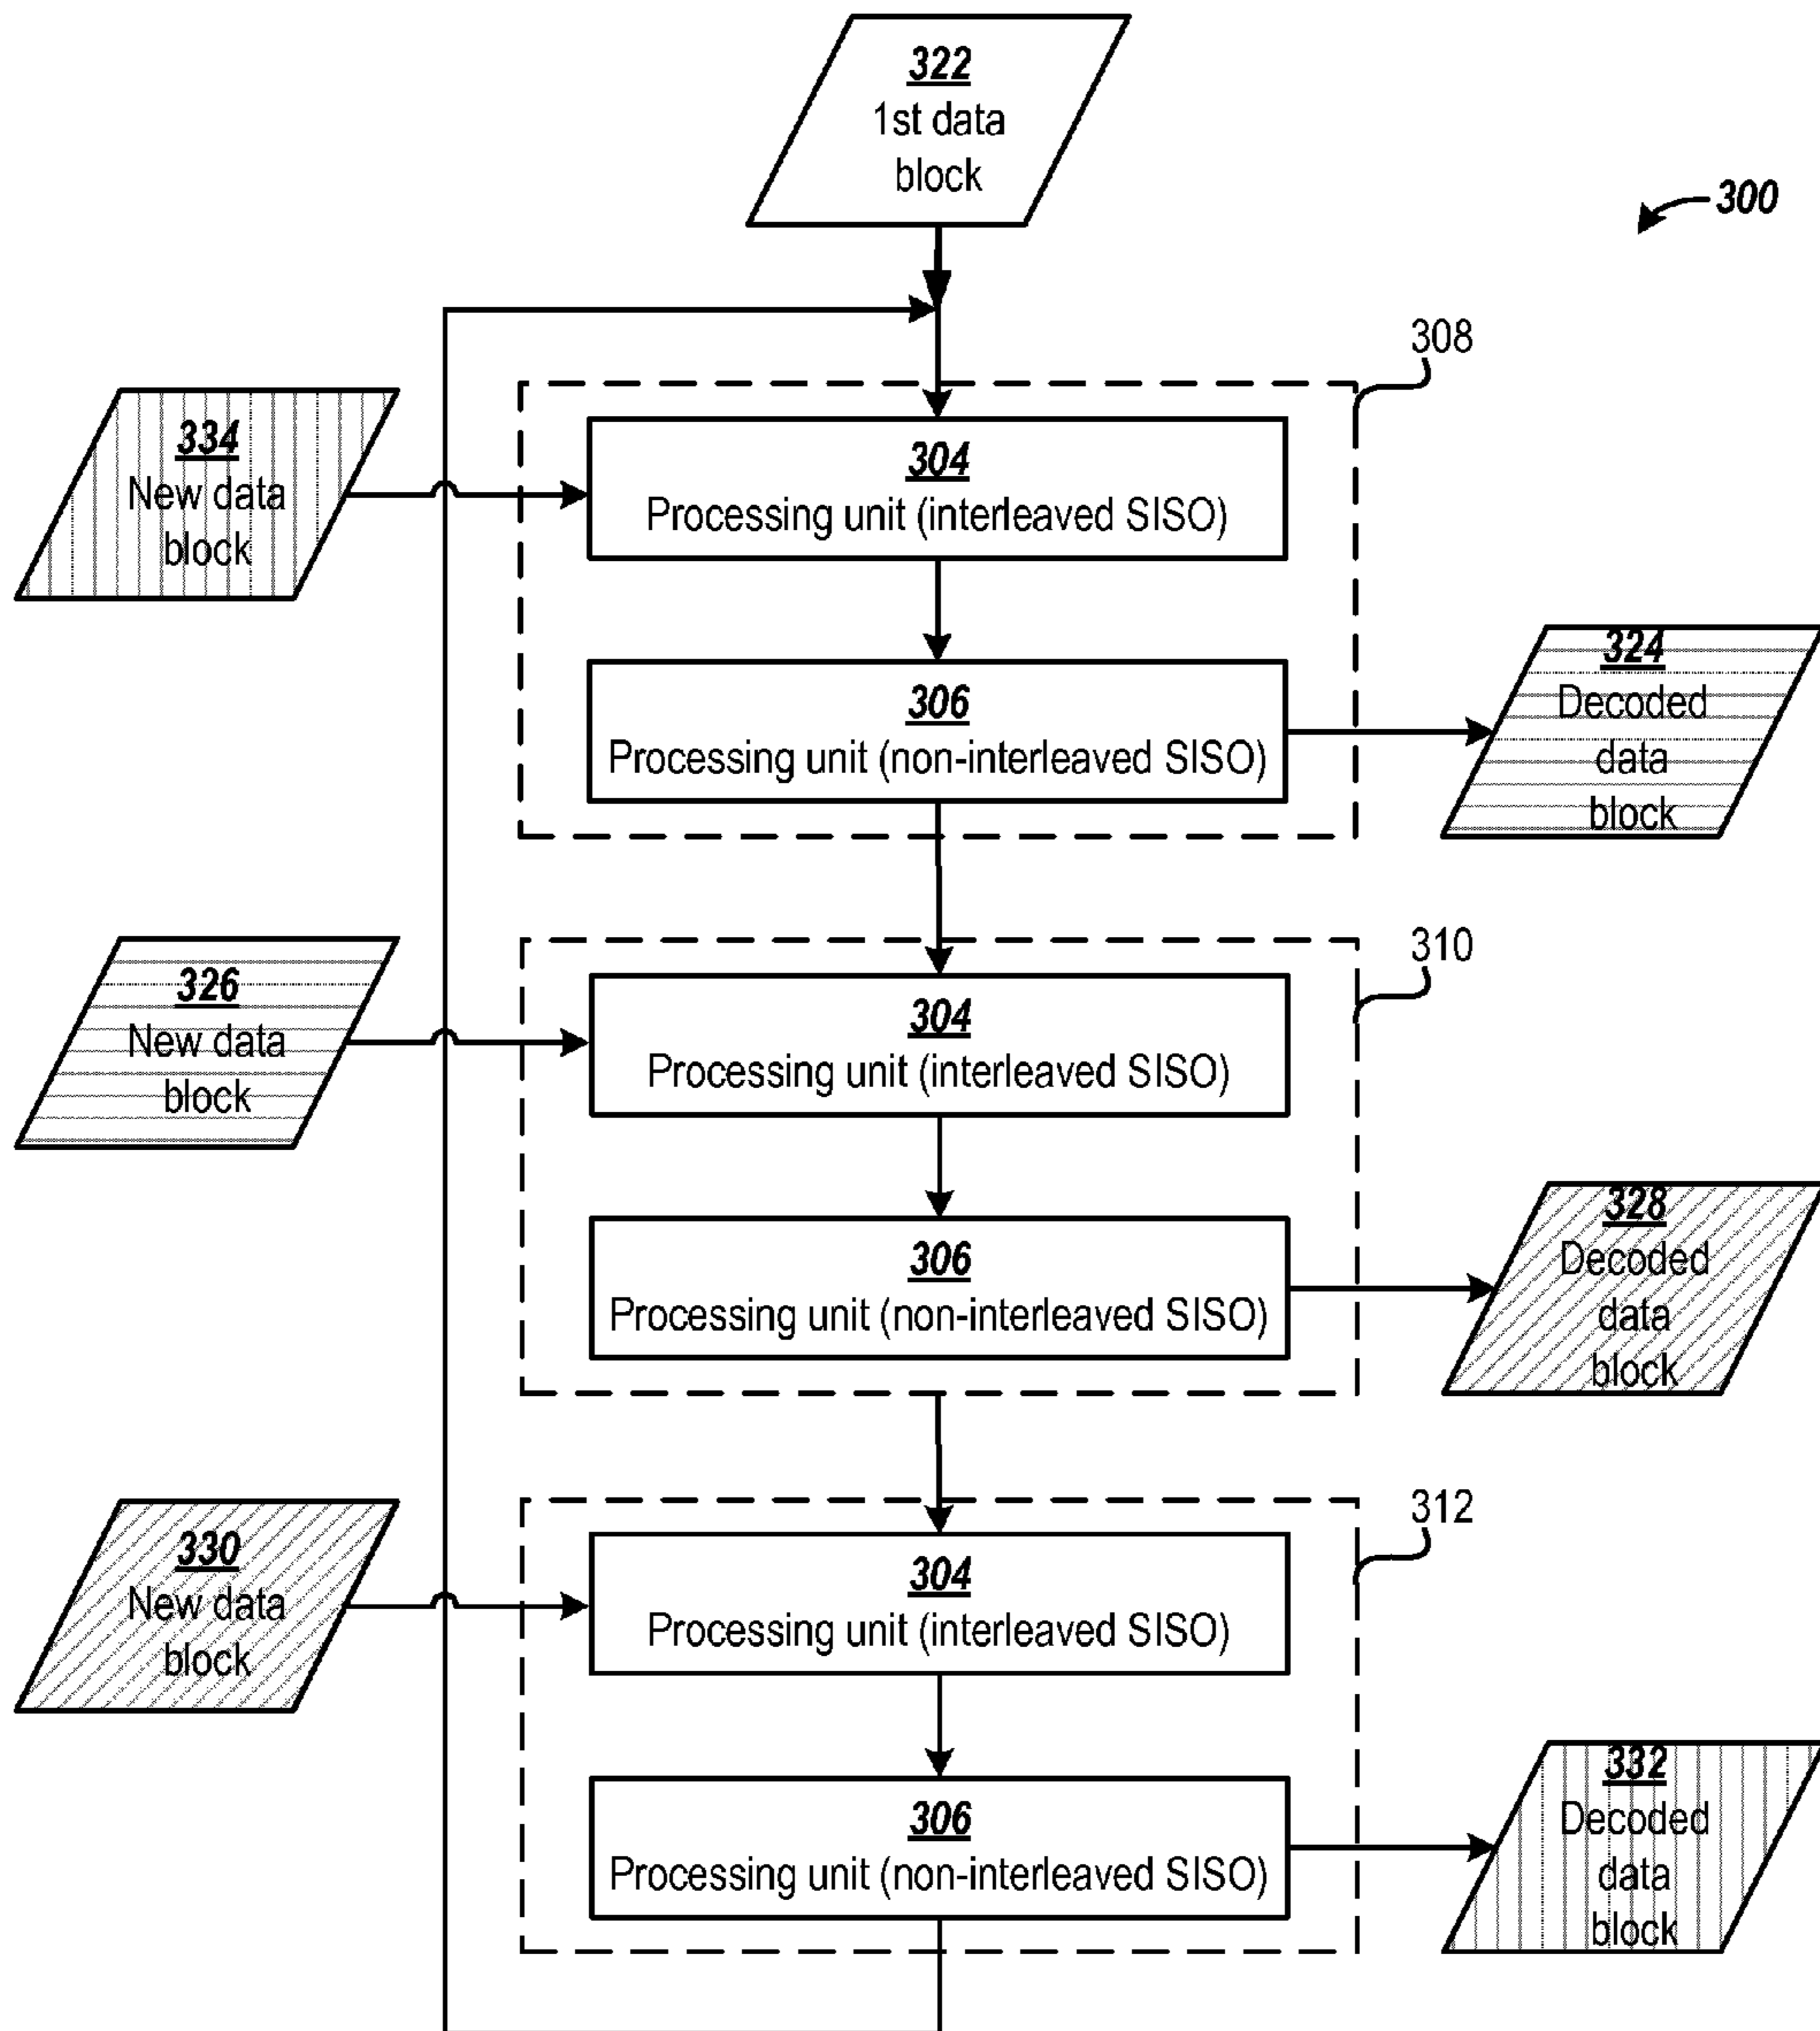 322
1st data
block
300
308
334
New data
block
304
Processing unit (interleaved SISO)
306
Processing unit (non-interleaved SISO)
324
Decoded
data
block
310
326
New data
block
304
Processing unit (interleaved SISO)
306
Processing unit (non-interleaved SISO)
328
Decoded
data
block
312
330
New data
block
304
Processing unit (interleaved SISO)
306
Processing unit (non-interleaved SISO)
332
Decoded
data
block